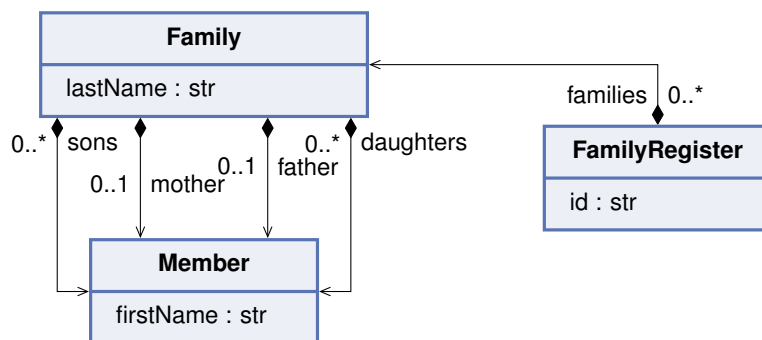 Family
lastName : str
families 0..*
0..* sons
0..* daughters
0..1 mother
0..1 father
FamilyRegister
id : str
Member
firstName : str